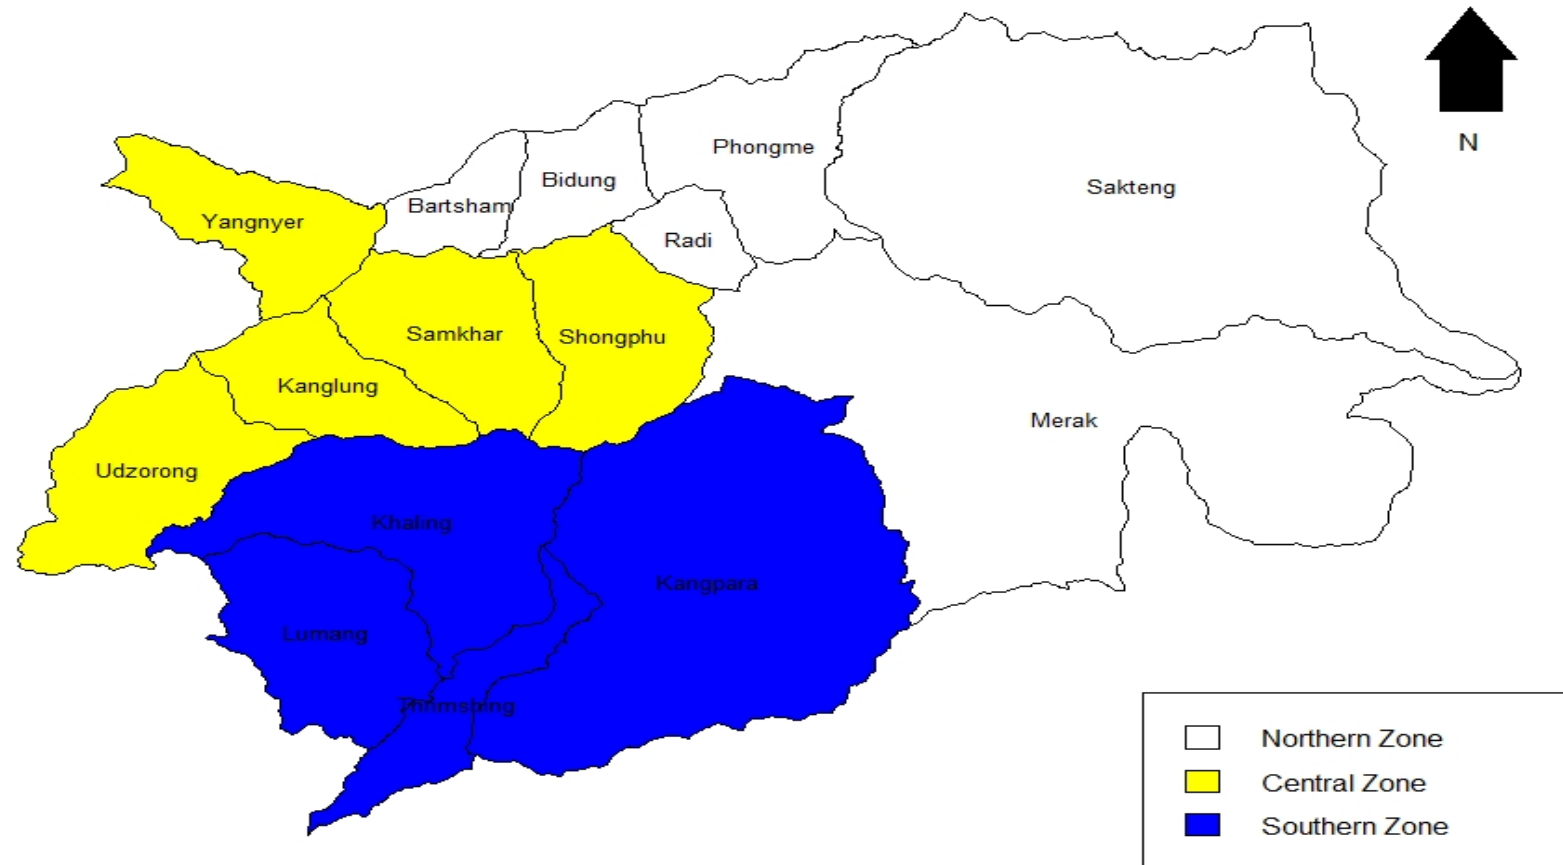 Phongme
N
Bidung
Sakteng
Bartsham
Yangnyer
Radi
Samkhar
Shongphu
Kanglung
Merak
Udzorong
Khaling
Kangpara
Lumang
Thrimshing
Northern Zone
Central Zone
Southern Zone